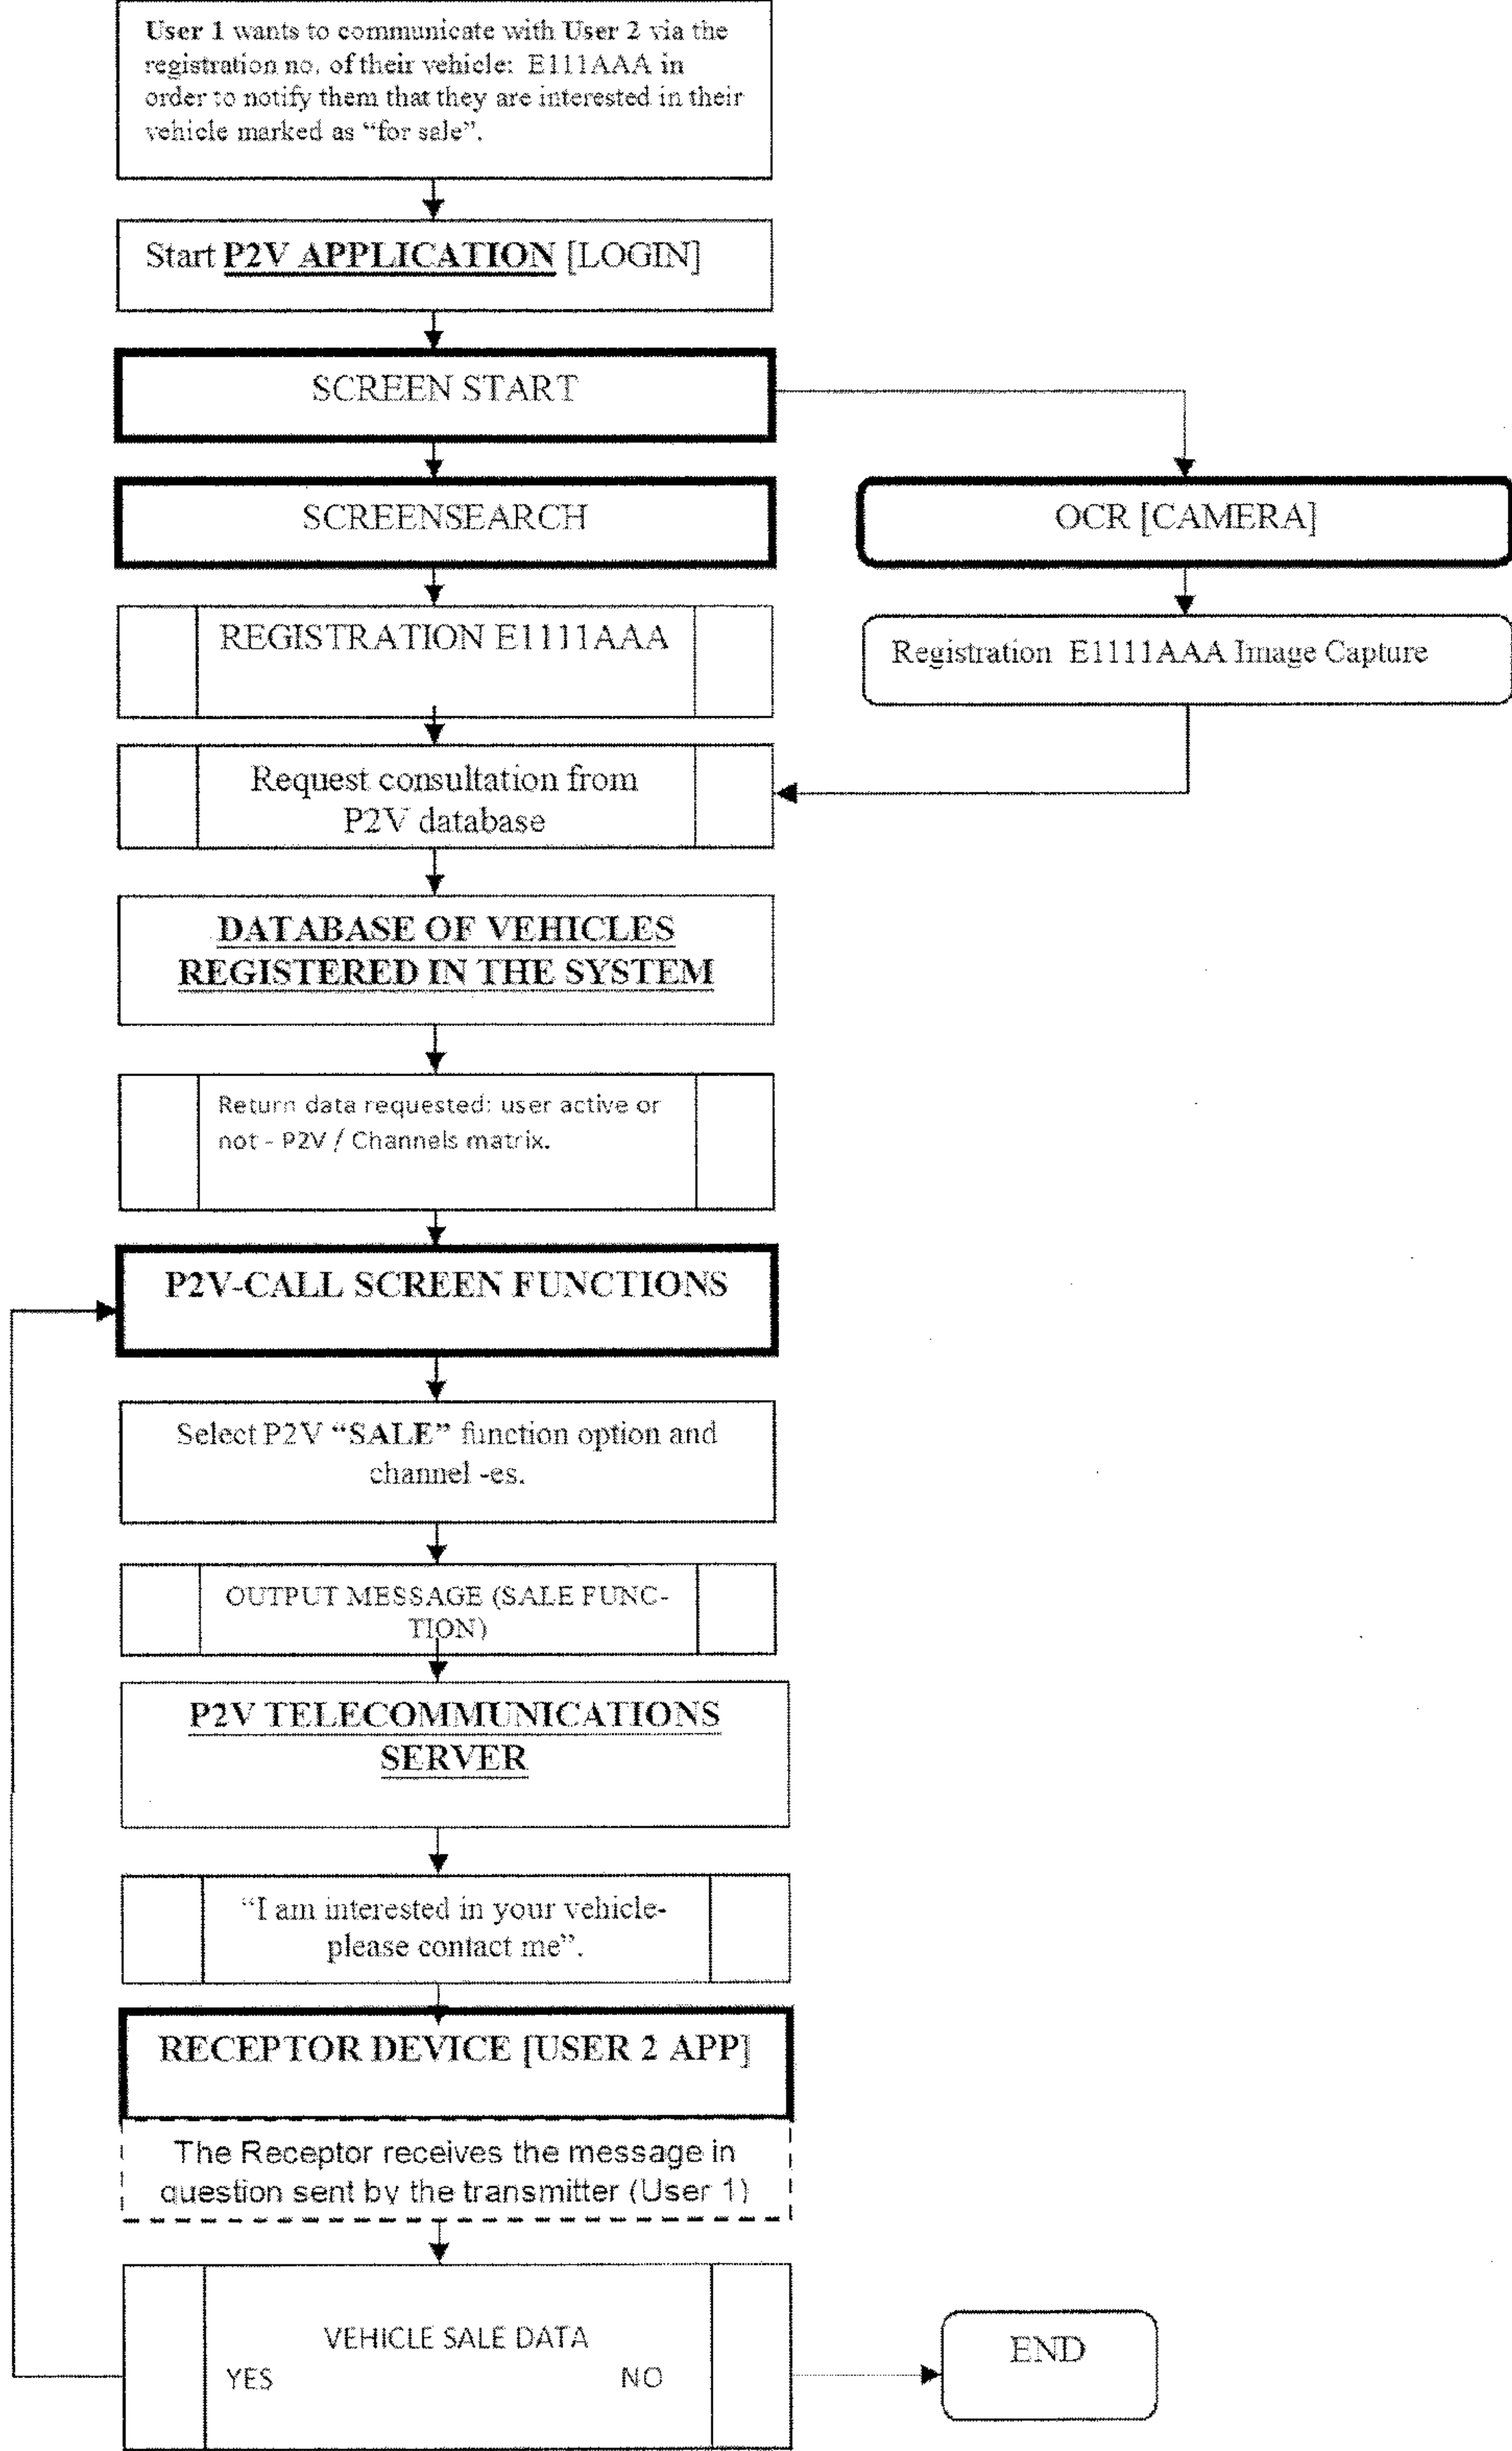 User 1 wants to communicate with User 2 via the
registration no. of their vehicle: E111AAA in
order to notify them that they are interested in their
vehicle marked as “for sale”.
Start P2V APPLICATION [LOGIN]
SCREEN START
SCREENSEARCH
OCR [CAMERA]
REGISTRATION E1111AAA
Registration E1111AAA Image Capture
Request consultation from
P2V database
DATABASE OF VEHICLES
REGISTERED IN THE SYSTEM
Return data requested: user active or
not - P2V / Channels matrix.
P2V-CALL SCREEN FUNCTIONS
Select P2V “SALE” function option and
channel -es.
OUTPUT MESSAGE (SALE FUNC-
TION)
P2V TELECOMMUNICATIONS
SERVER
“I am interested in your vehicle-
please contact me”.
RECEPTOR DEVICE [USER 2 APP]
The Receptor receives the message in
question sent by the transmitter (User 1)
VEHICLE SALE DATA
YES NO
END